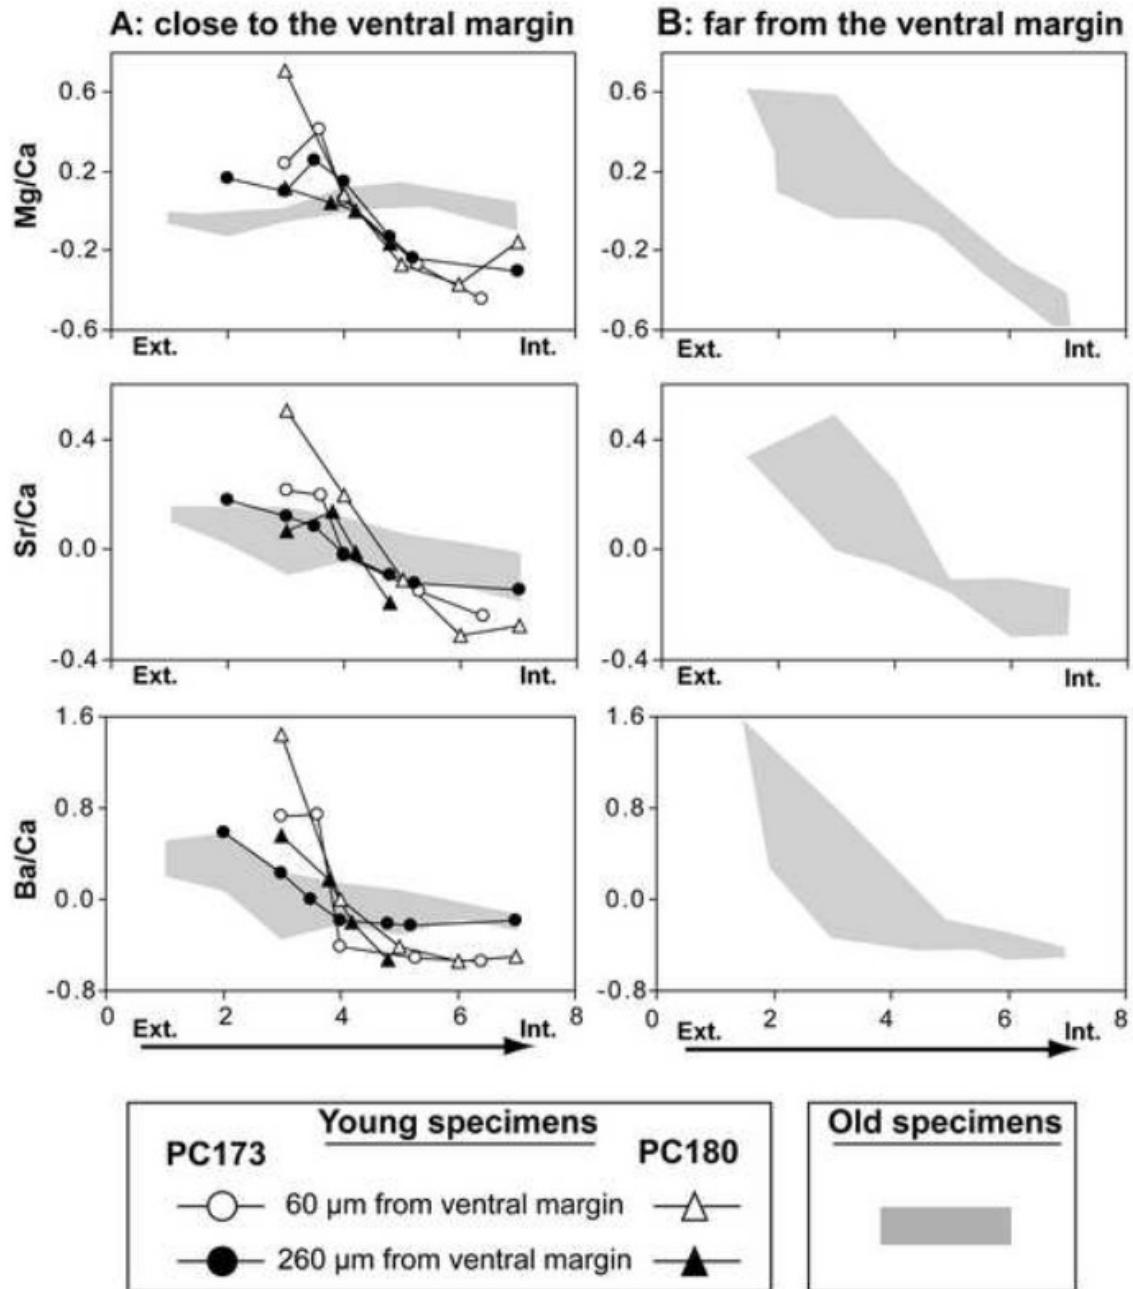 A: close to the ventral margin
B: far from the ventral margin
Mg/Ca
0.6
0.2
-0.2
-0.6
Ext.
Int.
0.6
0.2
-0.2
-0.6
Ext.
Int.
Sr/Ca
0.4
0.0
-0.4
Ext.
Int.
0.4
0.0
-0.4
Ext.
Int.
Ba/Ca
1.6
0.8
0.0
-0.8
0 2 4 6 8
Ext.
Int.
1.6
0.8
0.0
-0.8
0 2 4 6 8
Ext.
Int.
Young specimens
PC173 PC180
60 µm from ventral margin
260 µm from ventral margin
Old specimens